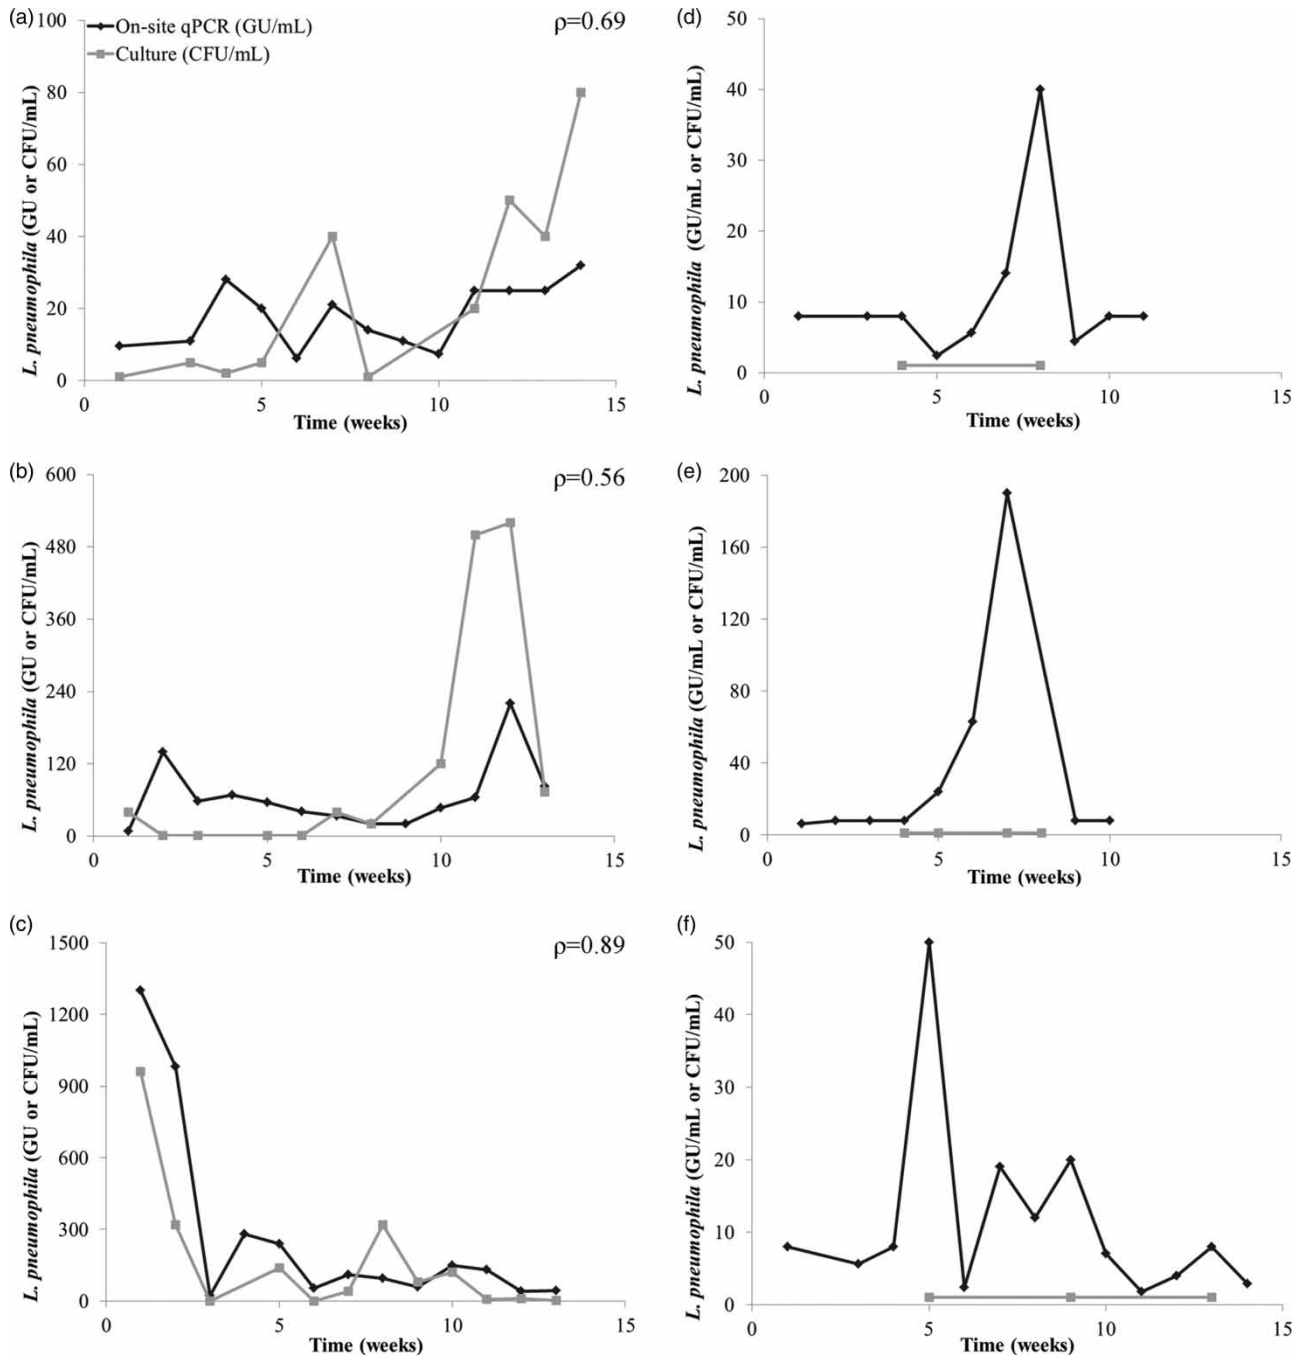 (a)
100
80
60
40
20
0
L. pneumophila (GU or CFU/mL)
On-site qPCR (GU/mL)
Culture (CFU/mL)
ρ=0.69
0 5 10 15
Time (weeks)
(d)
50
40
30
20
10
0
L. pneumophila (GU/mL or CFU/mL)
0 5 10 15
Time (weeks)
(b)
600
480
360
240
120
0
L. pneumophila (GU or CFU/mL)
ρ=0.56
0 5 10 15
Time (weeks)
(e)
200
160
120
80
40
0
L. pneumophila (GU/mL or CFU/mL)
0 5 10 15
Time (weeks)
(c)
1500
1200
900
600
300
0
L. pneumophila (GU or CFU/mL)
ρ=0.89
0 5 10 15
Time (weeks)
(f)
50
40
30
20
10
0
L. pneumophila (GU/mL or CFU/mL)
0 5 10 15
Time (weeks)